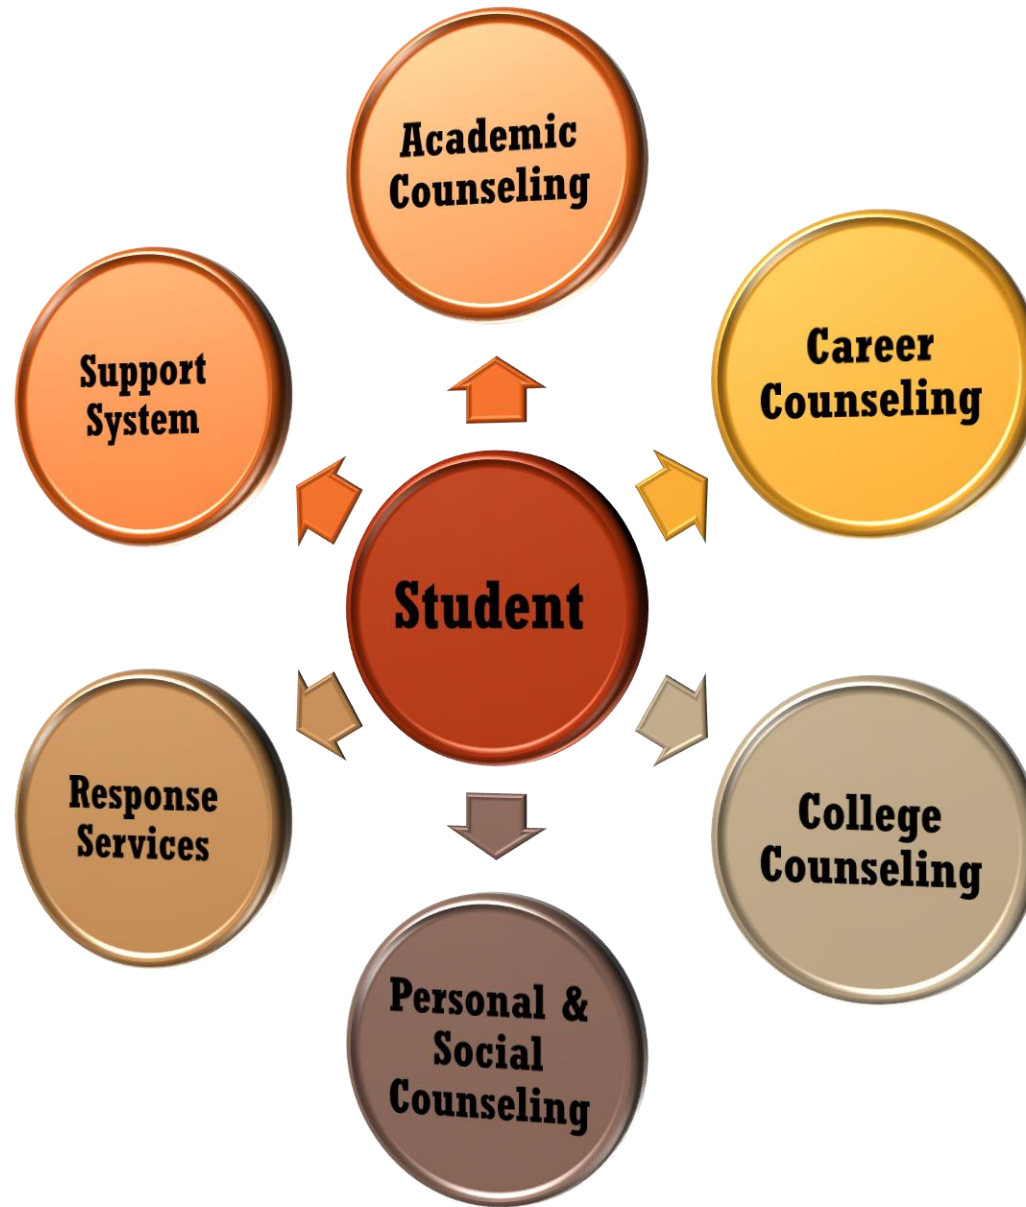 Academic
Counseling
Career
Counseling
College
Counseling
Personal &
Social
Counseling
Response
Services
Support
System
Student